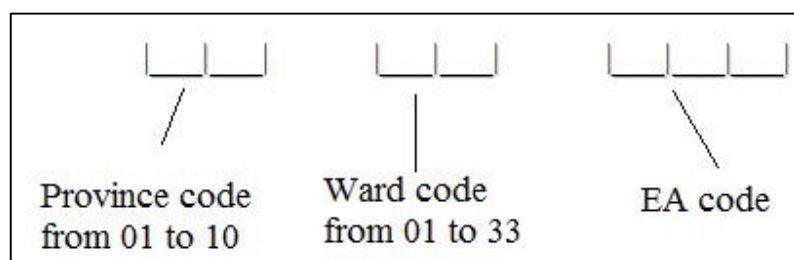 Province code
from 01 to 10
Ward code
from 01 to 33
EA code